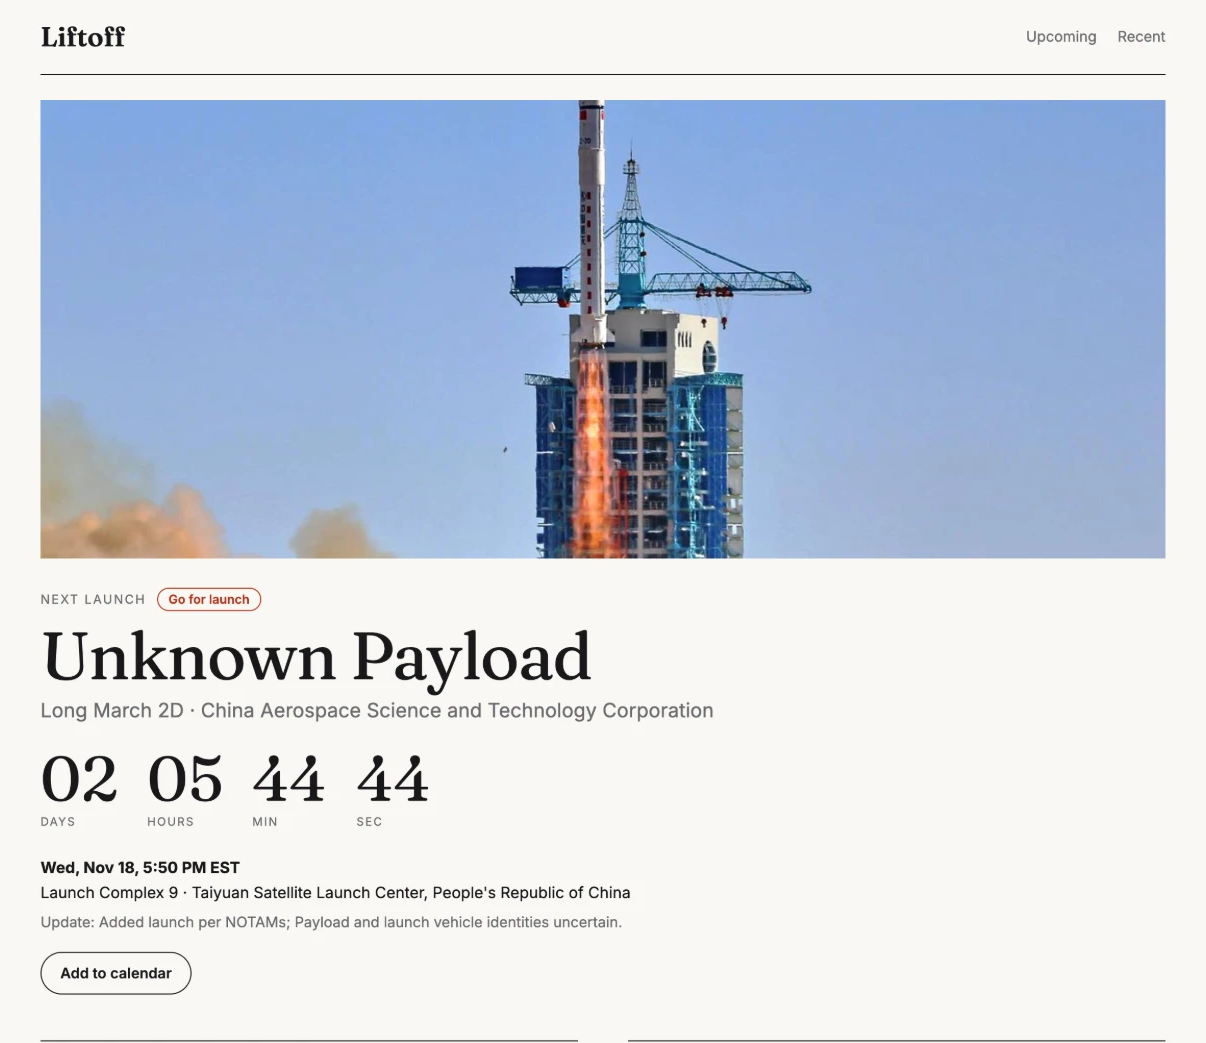 Liftoff
Upcoming Recent
NEXT LAUNCH Go for launch
Unknown Payload
Long March 2D · China Aerospace Science and Technology Corporation
02 05 44 44
DAYS HOURS MIN SEC
Wed, Nov 18, 5:50 PM EST
Launch Complex 9 · Taiyuan Satellite Launch Center, People's Republic of China
Update: Added launch per NOTAMs; Payload and launch vehicle identities uncertain.
Add to calendar